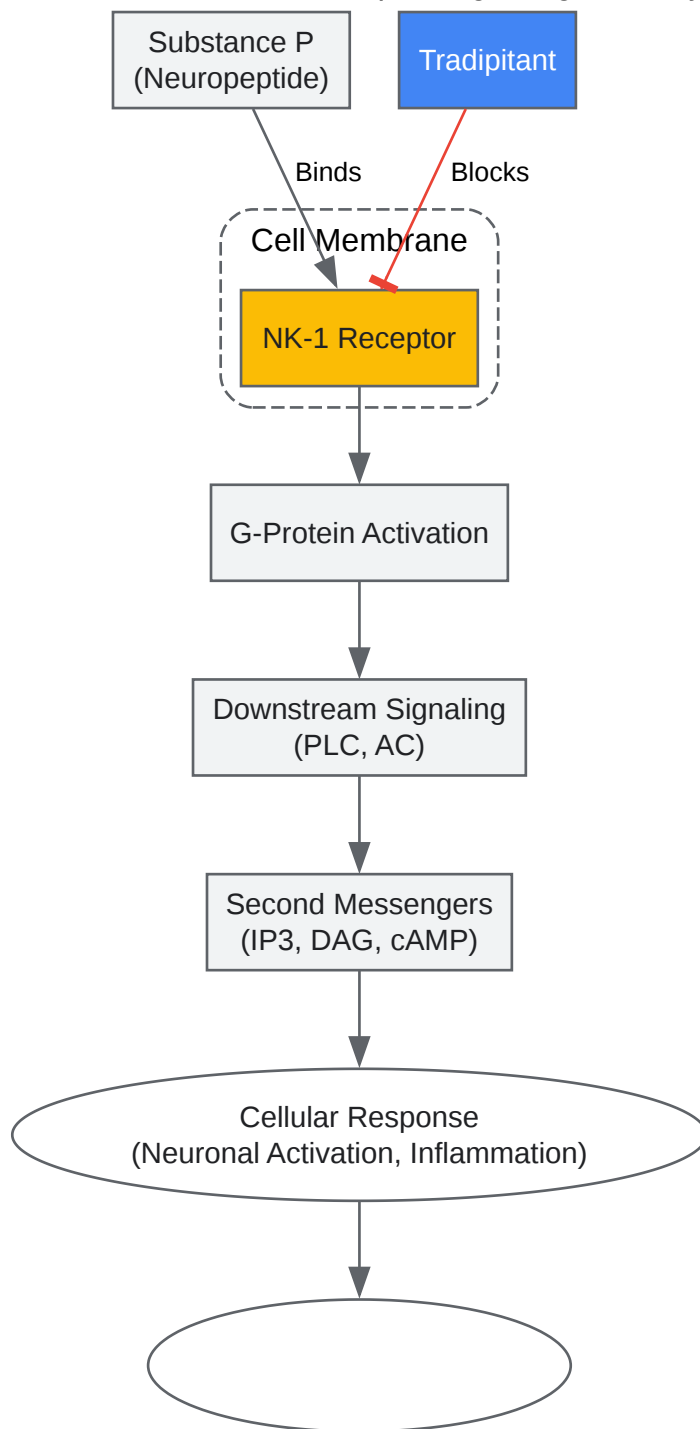 Substance P
(Neuropeptide)
Tradipitant
Binds
Blocks
Cell Membrane
NK-1 Receptor
G-Protein Activation
Downstream Signaling
(PLC, AC)
Second Messengers
(IP3, DAG, cAMP)
Cellular Response
(Neuronal Activation, Inflammation)